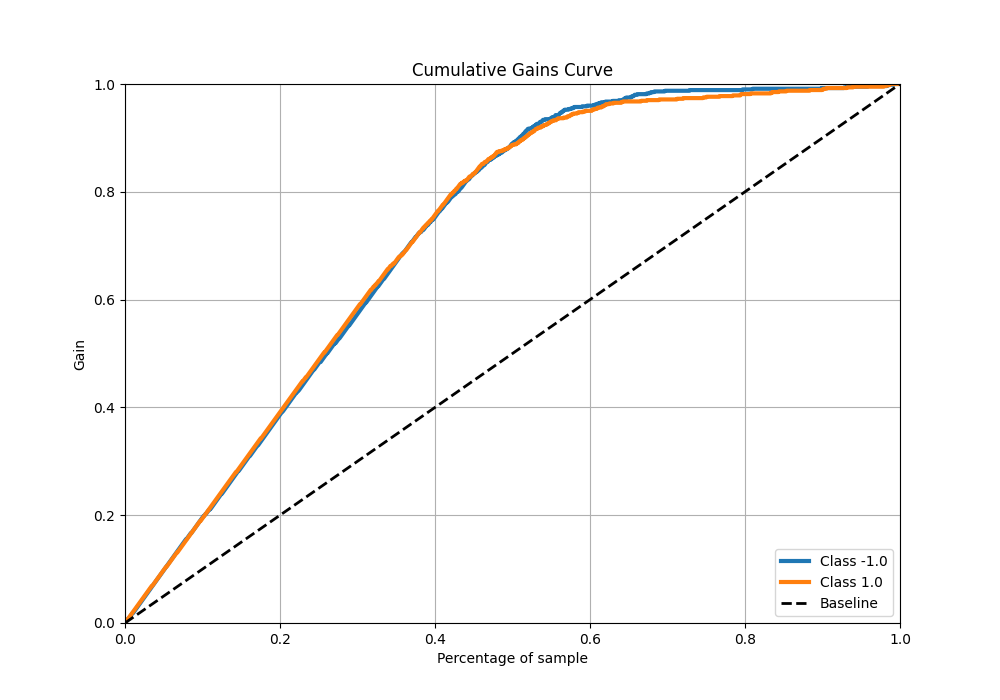 Cumulative Gains Curve
1.0
0.8
0.6
0.4
0.2
0.0
Gain
0.0 0.2 0.4 0.6 0.8 1.0
Percentage of sample
Class -1.0
Class 1.0
Baseline